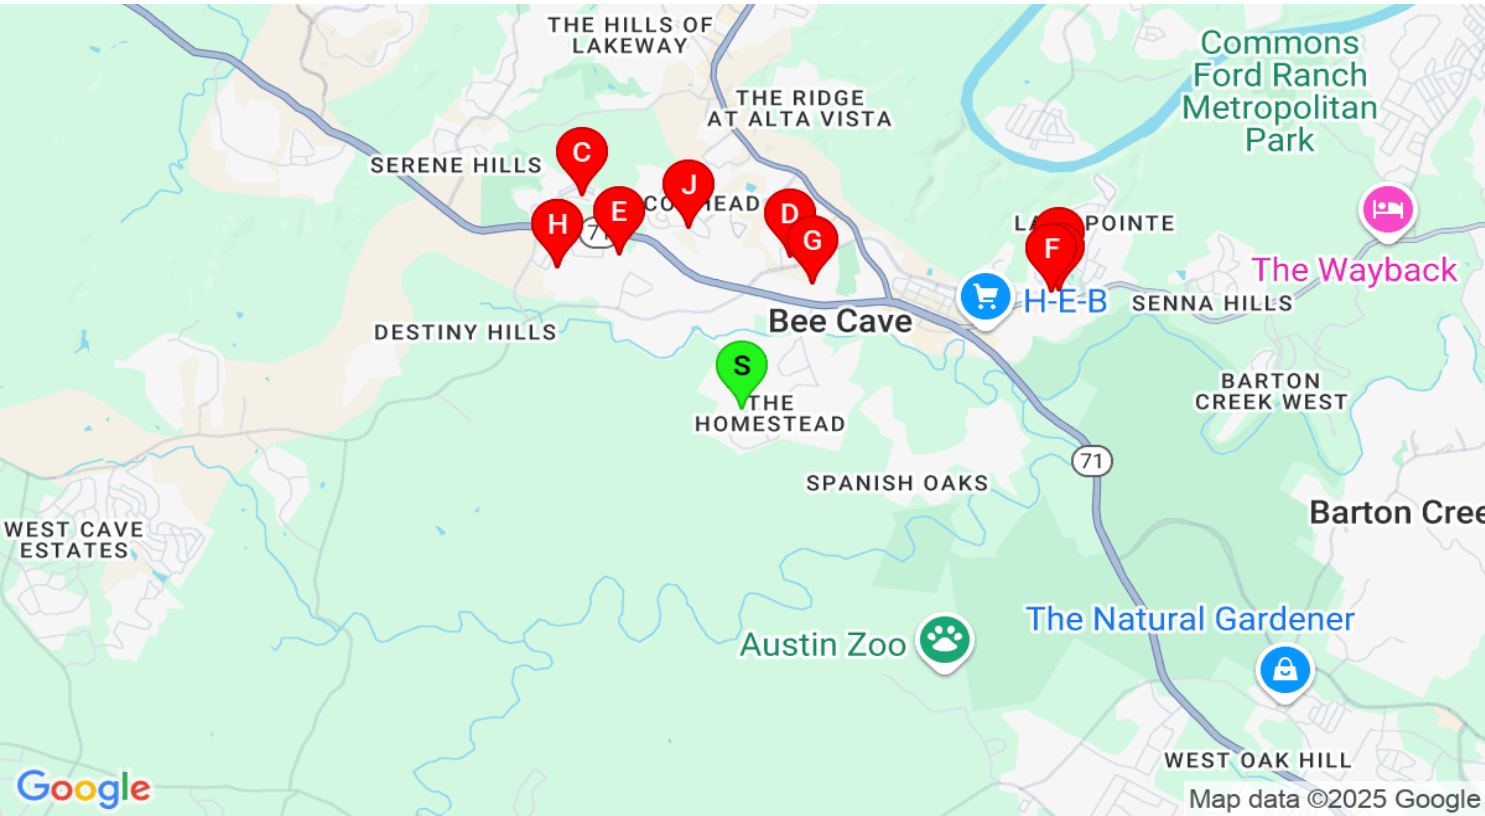 THE HILLS OF
LAKEWAY
Commons
Ford Ranch
Metropolitan
Park
THE RIDGE
AT ALTA VISTA
C
SERENE HILLS
J
E
D
H
G
F
71
POINTE
The Wayback
H-E-B
SENNA HILLS
Bee Cave
DESTINY HILLS
S
THE
HOMESTEAD
BARTON
CREEK WEST
71
SPANISH OAKS
Barton Cree
WEST CAVE
ESTATES
The Natural Gardener
Austin Zoo
WEST OAK HILL
Google
Map data ©2025 Google